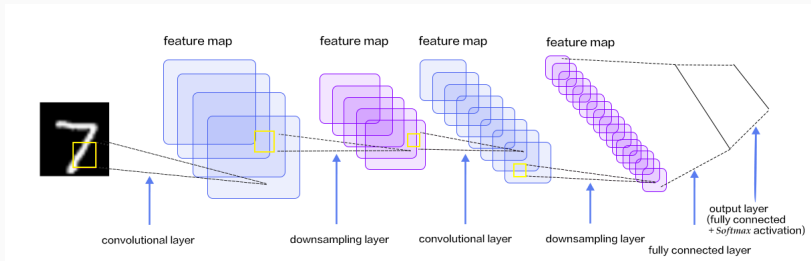 feature map
feature map
feature map
feature map
7
convolutional layer
downsampling layer
convolutional layer
downsampling layer
output layer
(fully connected
+ Softmax activation)
fully connected layer